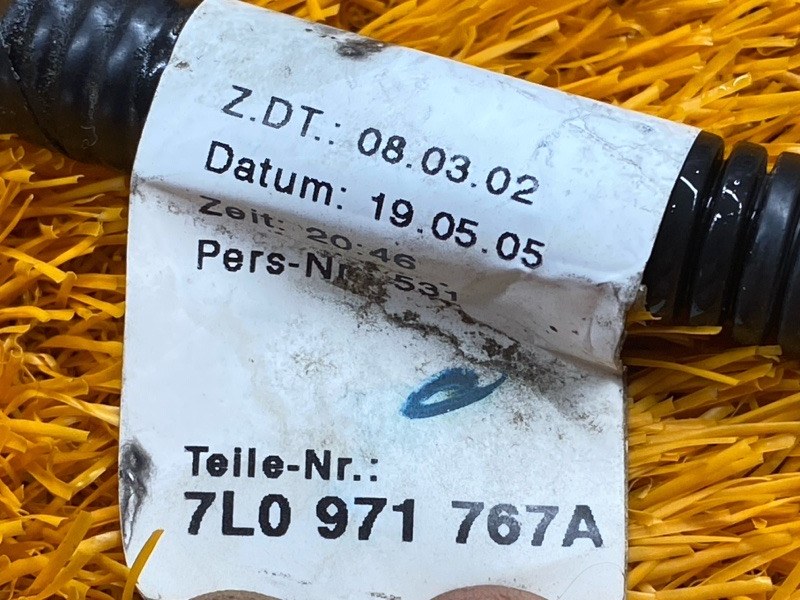 Z.DT.: 08.03.02
Datum: 19.05.05
Zeit: 20:46
Pers-Nr.: 531
Teile-Nr.:
7L0 971 767A